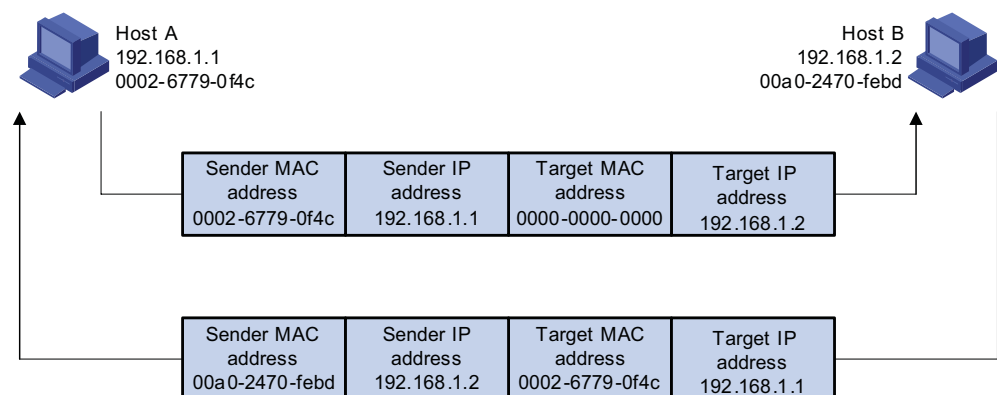 Host A
192.168.1.1
0002-6779-0f4c
Host B
192.168.1.2
00a0-2470-febd
Sender MAC
address
0002-6779-0f4c
Sender IP
address
192.168.1.1
Target MAC
address
0000-0000-0000
Target IP
address
192.168.1.2
Sender MAC
address
00a0-2470-febd
Sender IP
address
192.168.1.2
Target MAC
address
0002-6779-0f4c
Target IP
address
192.168.1.1